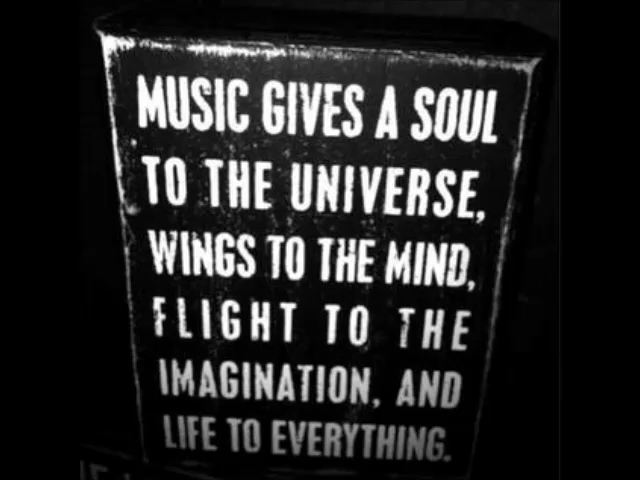 MUSIC GIVES A SOUL
TO THE UNIVERSE,
WINGS TO THE MIND,
FLIGHT TO THE
IMAGINATION, AND
LIFE TO EVERYTHING.